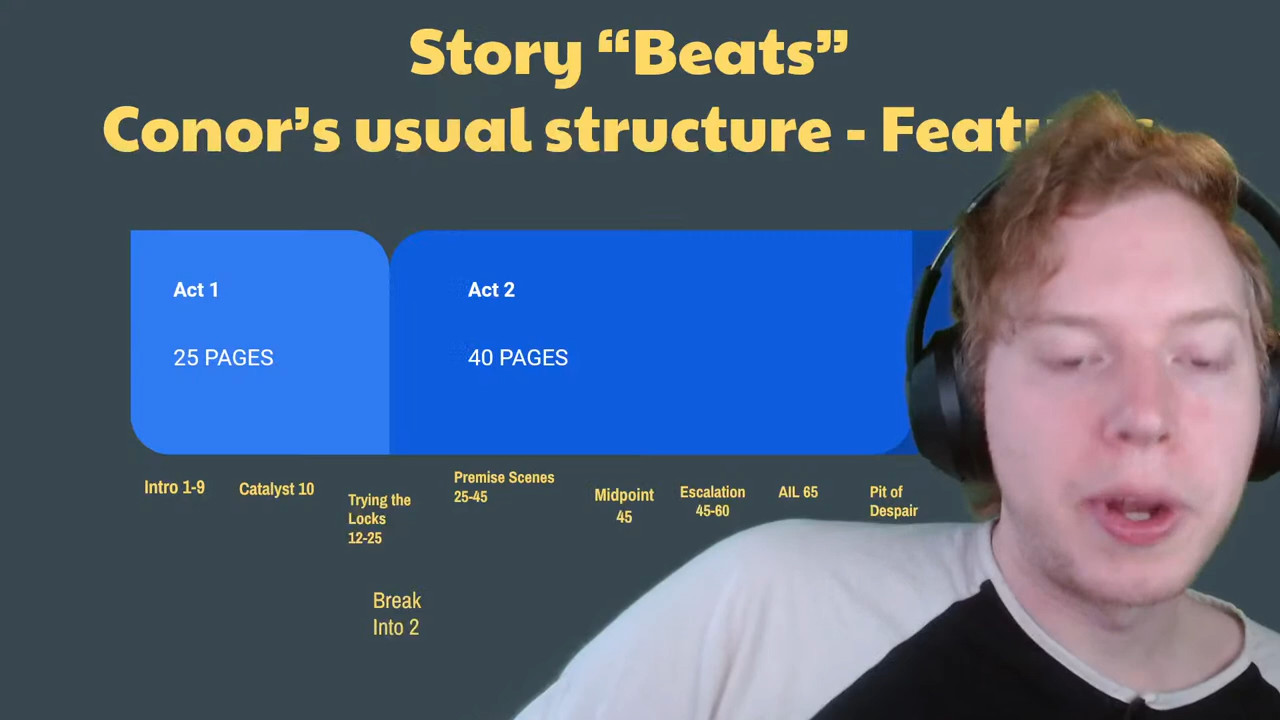 Story “Beats”
Conor’s usual structure -
Act 1
Act 2
25 PAGES
40 PAGES
Intro 1-9
Catalyst 10
Trying the
Locks
12-25
Premise Scenes
25-45
Midpoint
45
Escalation
45-60
AIL 65
Pit of
Despair
Break
Into 2